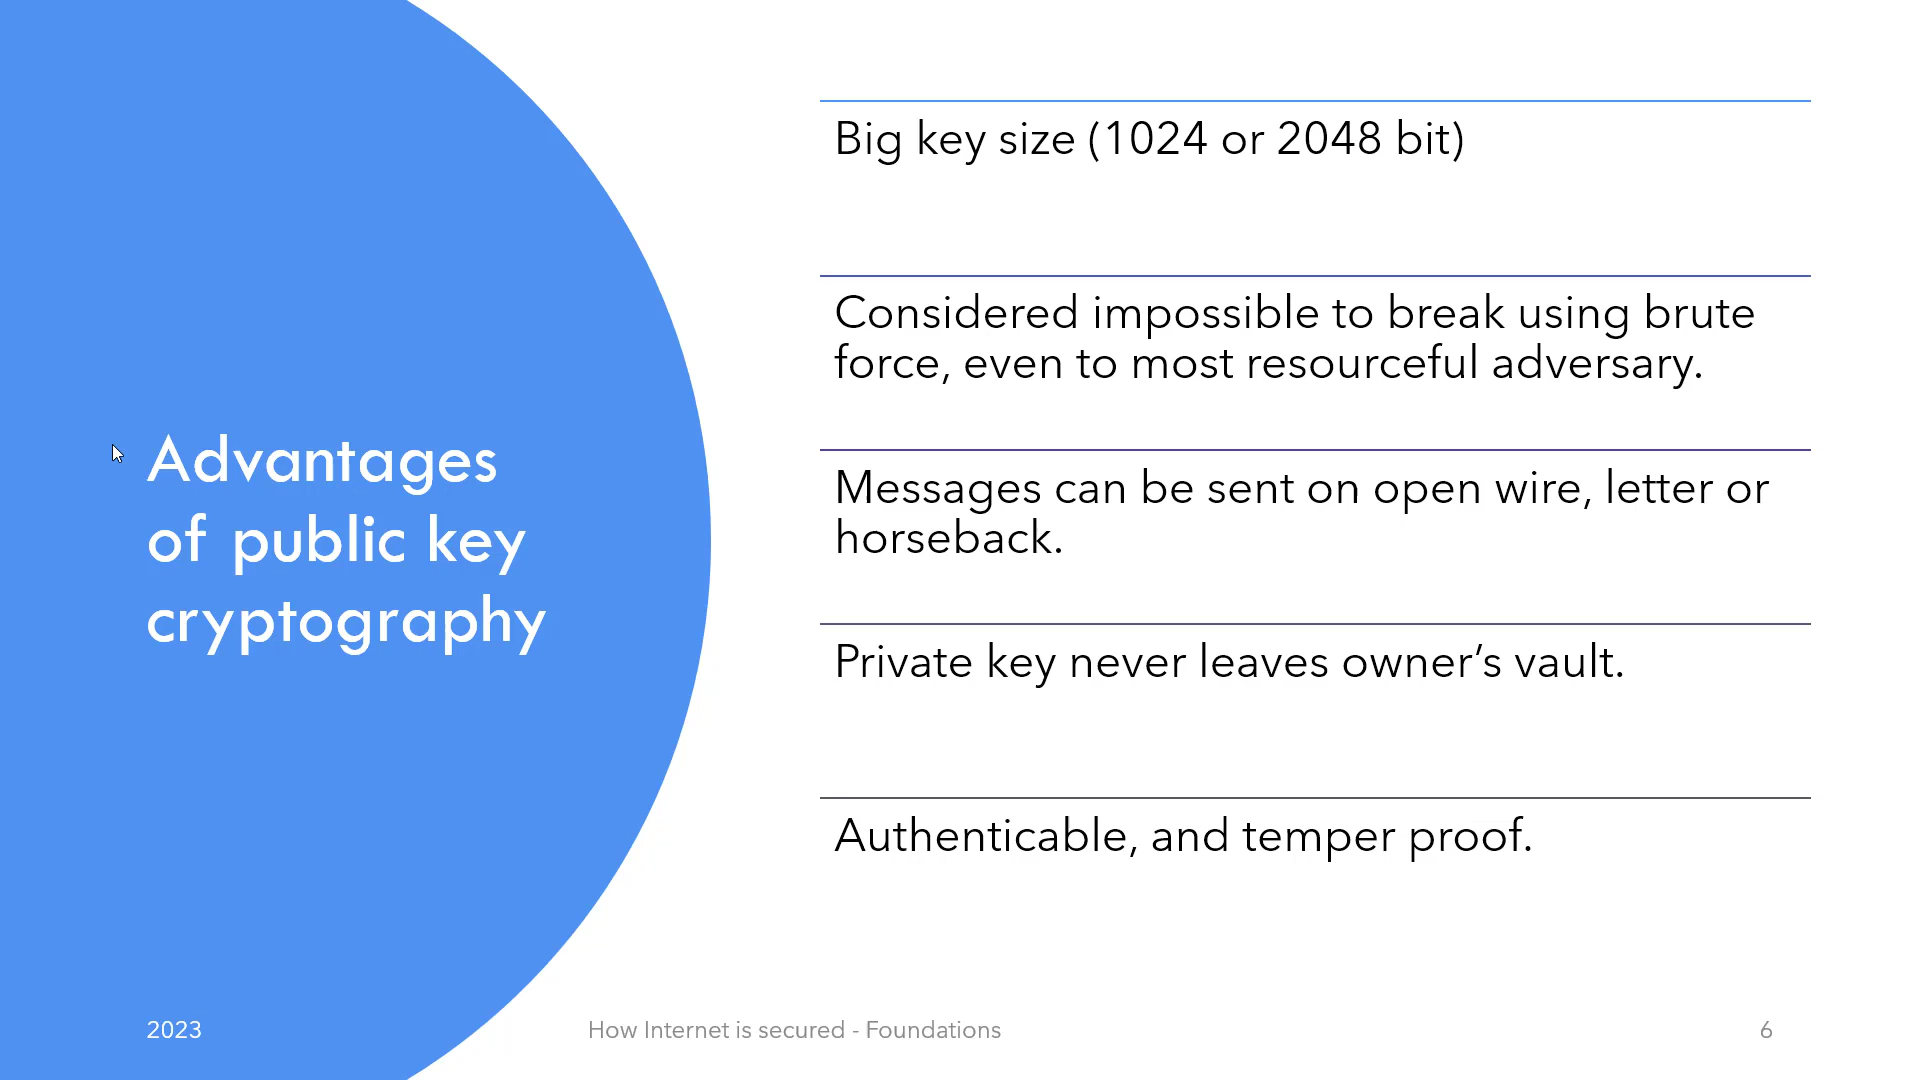 Advantages
of public key
cryptography
Big key size (1024 or 2048 bit)
Considered impossible to break using brute
force, even to most resourceful adversary.
Messages can be sent on open wire, letter or
horseback.
Private key never leaves owner’s vault.
Authenticable, and temper proof.
2023
How Internet is secured - Foundations
6